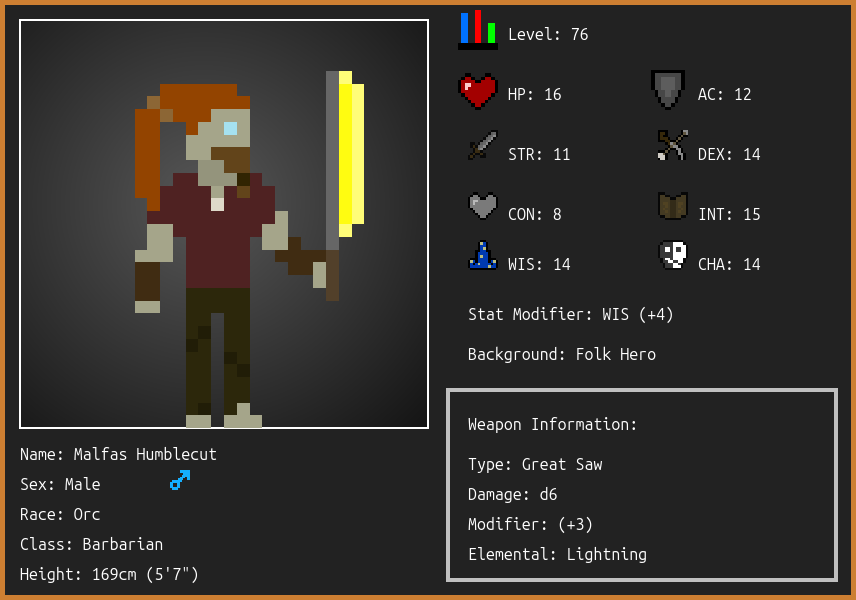 Level: 76
HP: 16
AC: 12
STR: 11
DEX: 14
CON: 8
INT: 15
WIS: 14
CHA: 14
Stat Modifier: WIS (+4)
Background: Folk Hero
Weapon Information:
Type: Great Saw
Damage: d6
Modifier: (+3)
Elemental: Lightning
Name: Malfas Humblecut
Sex: Male
Race: Orc
Class: Barbarian
Height: 169cm (5'7")